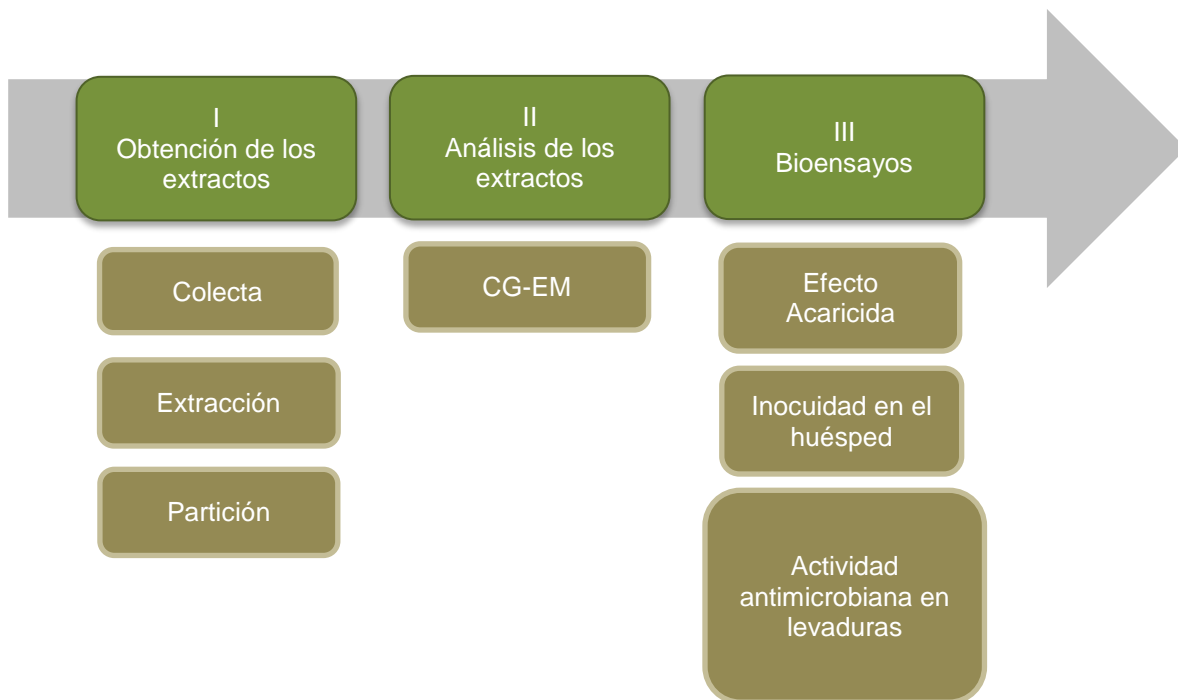 I
Obtención de los
extractos
II
Análisis de los
extractos
III
Bioensayos
Colecta
Extracción
Partición
CG-EM
Efecto
Acaricida
Inocuidad en el
huésped
Actividad
antimicrobiana en
levaduras